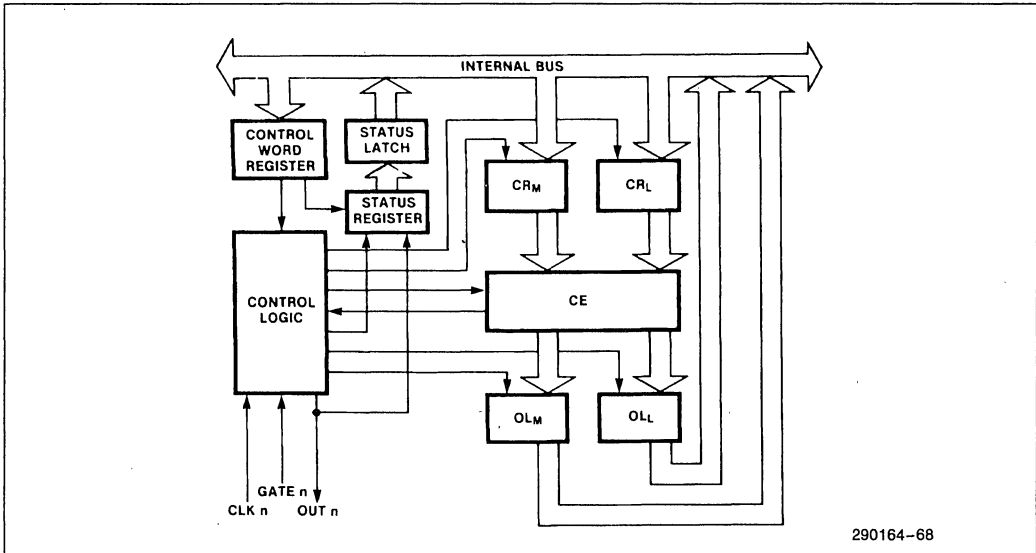 INTERNAL BUS
CONTROL
WORD
REGISTER
STATUS
LATCH
STATUS
REGISTER
CRM
CRL
CONTROL
LOGIC
CE
OLM
OLL
GATE n
CLK n
OUT n
290164-68